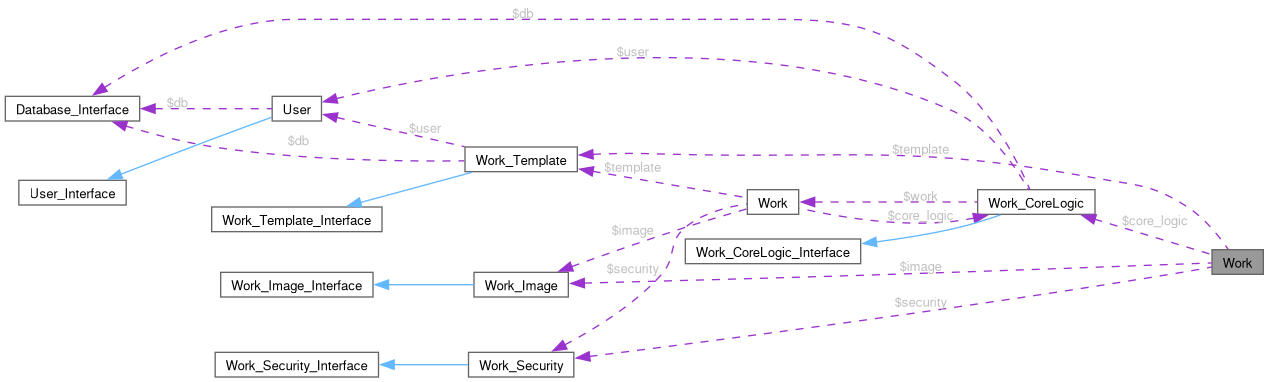 $db
$user
Database_Interface
$db
User
$user
$db
Work_Template
$template
$template
User_Interface
Work_Template_Interface
Work
$work
Work_CoreLogic
$core_logic
$core_logic
$image
Work_CoreLogic_Interface
Work
$security
$image
Work_Image_Interface
Work_Image
$security
Work_Security_Interface
Work_Security